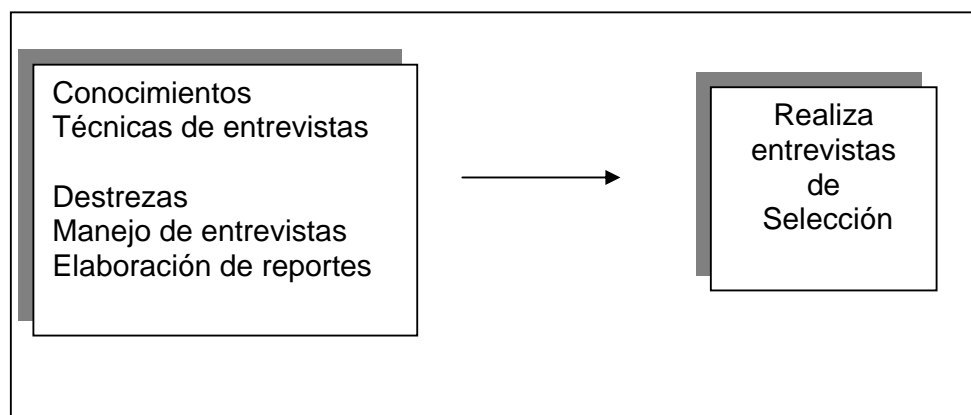 Conocimientos
Técnicas de entrevistas
Destrezas
Manejo de entrevistas
Elaboración de reportes
Realiza
entrevistas
de
Selección